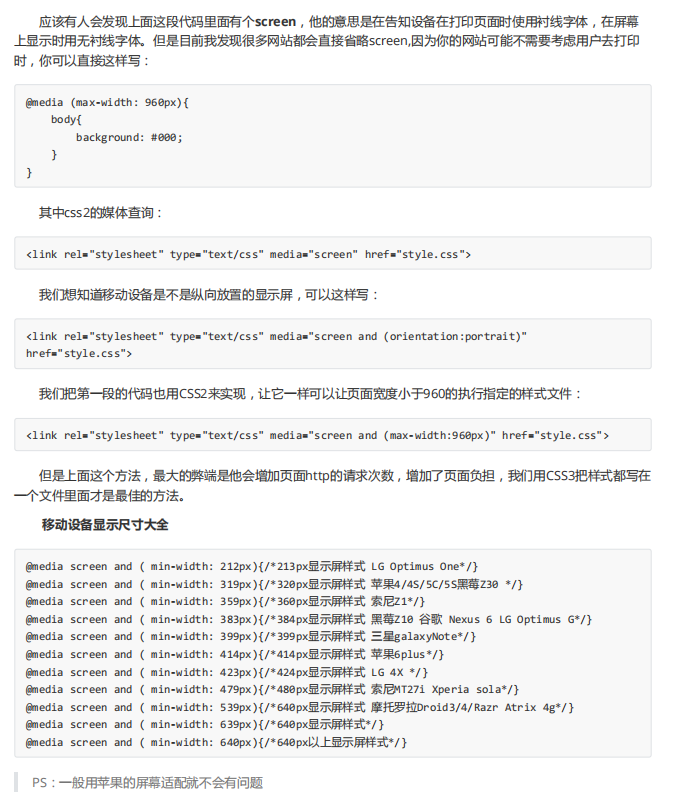 应该有人会发现上面这段代码里面有个screen，他的意思是在告知设备在打印页面时使用衬线字体，在屏幕
上显示时用无衬线字体。但是目前我发现很多网站都会直接省略screen,因为你的网站可能不需要考虑用户去打印
时，你可以直接这样写：
@media (max-width: 960px){
    body{
        background: #000;
    }
}
其中css2的媒体查询：
<link rel="stylesheet" type="text/css" media="screen" href="style.css">
我们想知道移动设备是不是纵向放置的显示屏，可以这样写：
<link rel="stylesheet" type="text/css" media="screen and (orientation:portrait)"
href="style.css">
我们把第一段的代码也用CSS2来实现，让它一样可以让页面宽度小于960的执行指定的样式文件：
<link rel="stylesheet" type="text/css" media="screen and (max-width:960px)" href="style.css">
但是上面这个方法，最大的弊端是他会增加页面http的请求次数，增加了页面负担，我们用CSS3把样式都写在
一个文件里面才是最佳的方法。
移动设备显示尺寸大全
@media screen and ( min-width: 212px){/*213px显示屏样式 LG Optimus One*/}
@media screen and ( min-width: 319px){/*320px显示屏样式 苹果4/4S/5C/5S黑莓Z30 */}
@media screen and ( min-width: 359px){/*360px显示屏样式 索尼Z1*/}
@media screen and ( min-width: 383px){/*384px显示屏样式 黑莓Z10 谷歌 Nexus 6 LG Optimus G*/}
@media screen and ( min-width: 399px){/*399px显示屏样式 三星galaxyNote*/}
@media screen and ( min-width: 414px){/*414px显示屏样式 苹果6plus*/}
@media screen and ( min-width: 423px){/*424px显示屏样式 LG 4X */}
@media screen and ( min-width: 479px){/*480px显示屏样式 索尼MT27i Xperia sola*/}
@media screen and ( min-width: 539px){/*640px显示屏样式 摩托罗拉Droid3/4/Razr Atrix 4g*/}
@media screen and ( min-width: 639px){/*640px显示屏样式*/}
@media screen and ( min-width: 640px){/*640px以上显示屏样式*/}
PS：一般用苹果的屏幕适配就不会有问题